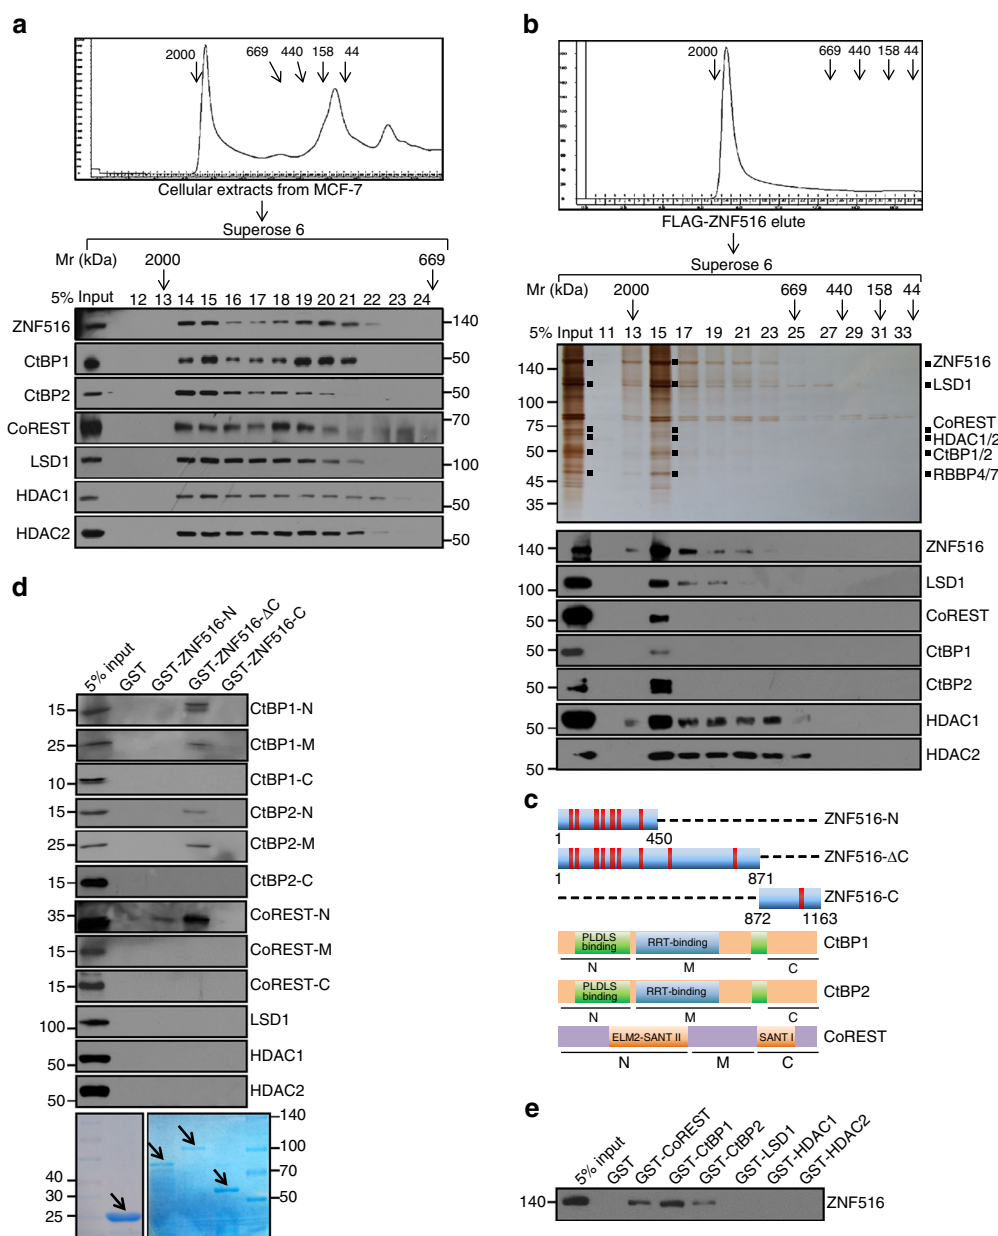 a
2000
669
440
158
44
Cellular extracts from MCF-7
Superose 6
Mr (kDa)
2000
669
5% Input 12 13 14 15 16 17 18 19 20 21 22 23 24
ZNF516 140
CtBP1 50
CtBP2 50
CoREST 70
LSD1 100
HDAC1 50
HDAC2 50
b
2000
669 440 158 44
FLAG-ZNF516 elute
Superose 6
Mr (kDa)
2000 669 440 158 44
5% Input 11 13 15 17 19 21 23 25 27 29 31 33
140
100
75
50
45
35
ZNF516
LSD1
CoREST
HDAC1/2
CtBP1/2
RBBP4/7
140 ZNF516
100 LSD1
50 CoREST
50 CtBP1
50 CtBP2
50 HDAC1
50 HDAC2
c
ZNF516-N
1 450
ZNF516-ΔC
1 871
ZNF516-C
872 1163
PLDLS binding RRT-binding CtBP1
N M C
PLDLS binding RRT-binding CtBP2
N M C
ELM2-SANT II SANT I CoREST
N M C
d
5% input
GST
GST-ZNF516-N
GST-ZNF516-ΔC
GST-ZNF516-C
15 CtBP1-N
25 CtBP1-M
10 CtBP1-C
15 CtBP2-N
25 CtBP2-M
15 CtBP2-C
35 CoREST-N
15 CoREST-M
15 CoREST-C
100 LSD1
50 HDAC1
50 HDAC2
40
30
25
140
100
70
50
e
5% input
GST
GST-CoREST
GST-CtBP1
GST-CtBP2
GST-LSD1
GST-HDAC1
GST-HDAC2
140 ZNF516